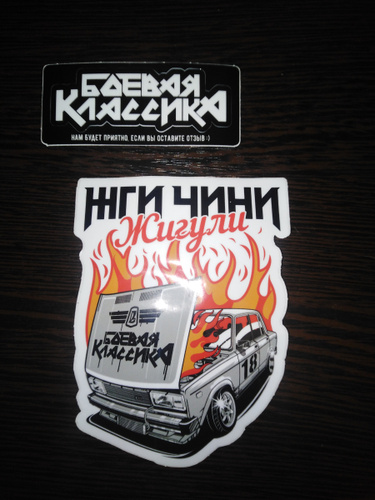 БОЕВАЯ
КЛАССИКА
НАМ БУДЕТ ПРИЯТНО, ЕСЛИ ВЫ ОСТАВИТЕ ОТЗЫВ :)
ЖГИ ЧИНИ
Жигули
БОЕВАЯ
КЛАССИКА
18